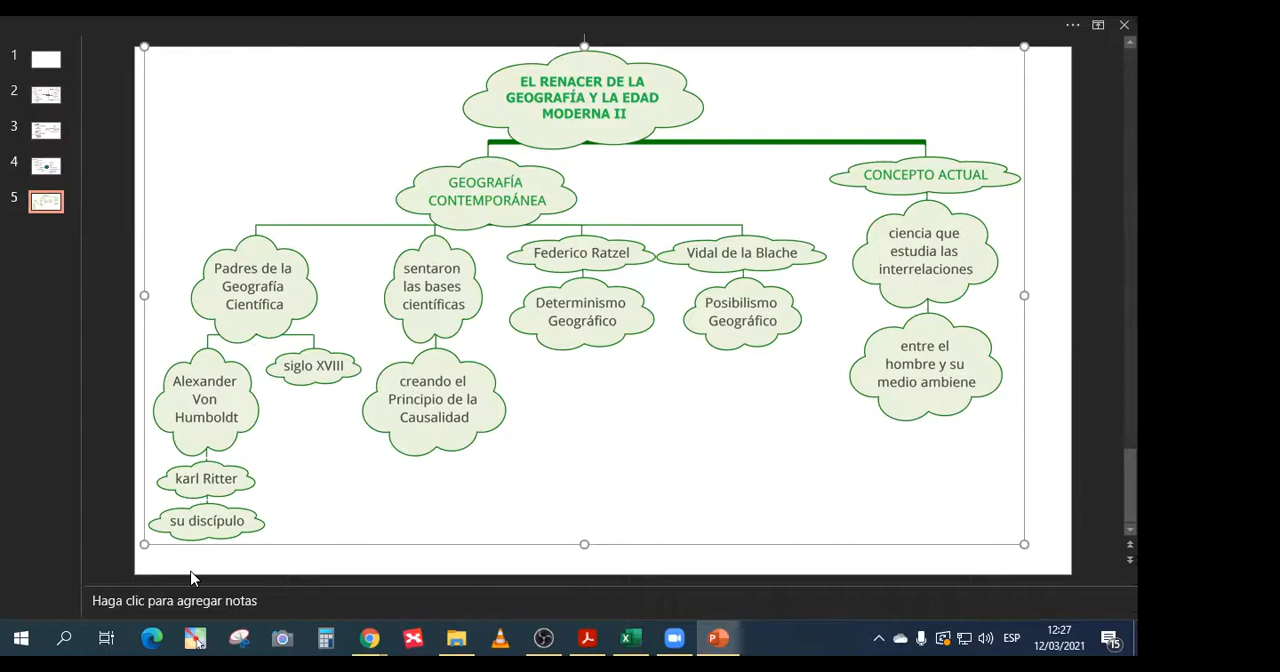 1
2
3
4
5
EL RENACER DE LA
GEOGRAFÍA Y LA EDAD
MODERNA II
GEOGRAFÍA
CONTEMPORÁNEA
CONCEPTO ACTUAL
Padres de la
Geografía
Científica
sentaron
las bases
científicas
Federico Ratzel
Vidal de la Blache
ciencia que
estudia las
interrelaciones
Determinismo
Geográfico
Posibilismo
Geográfico
siglo XVIII
Alexander
Von
Humboldt
creando el
Principio de la
Causalidad
entre el
hombre y su
medio ambiene
karl Ritter
su discípulo
Haga clic para agregar notas
ESP
12:27
12/03/2021
15